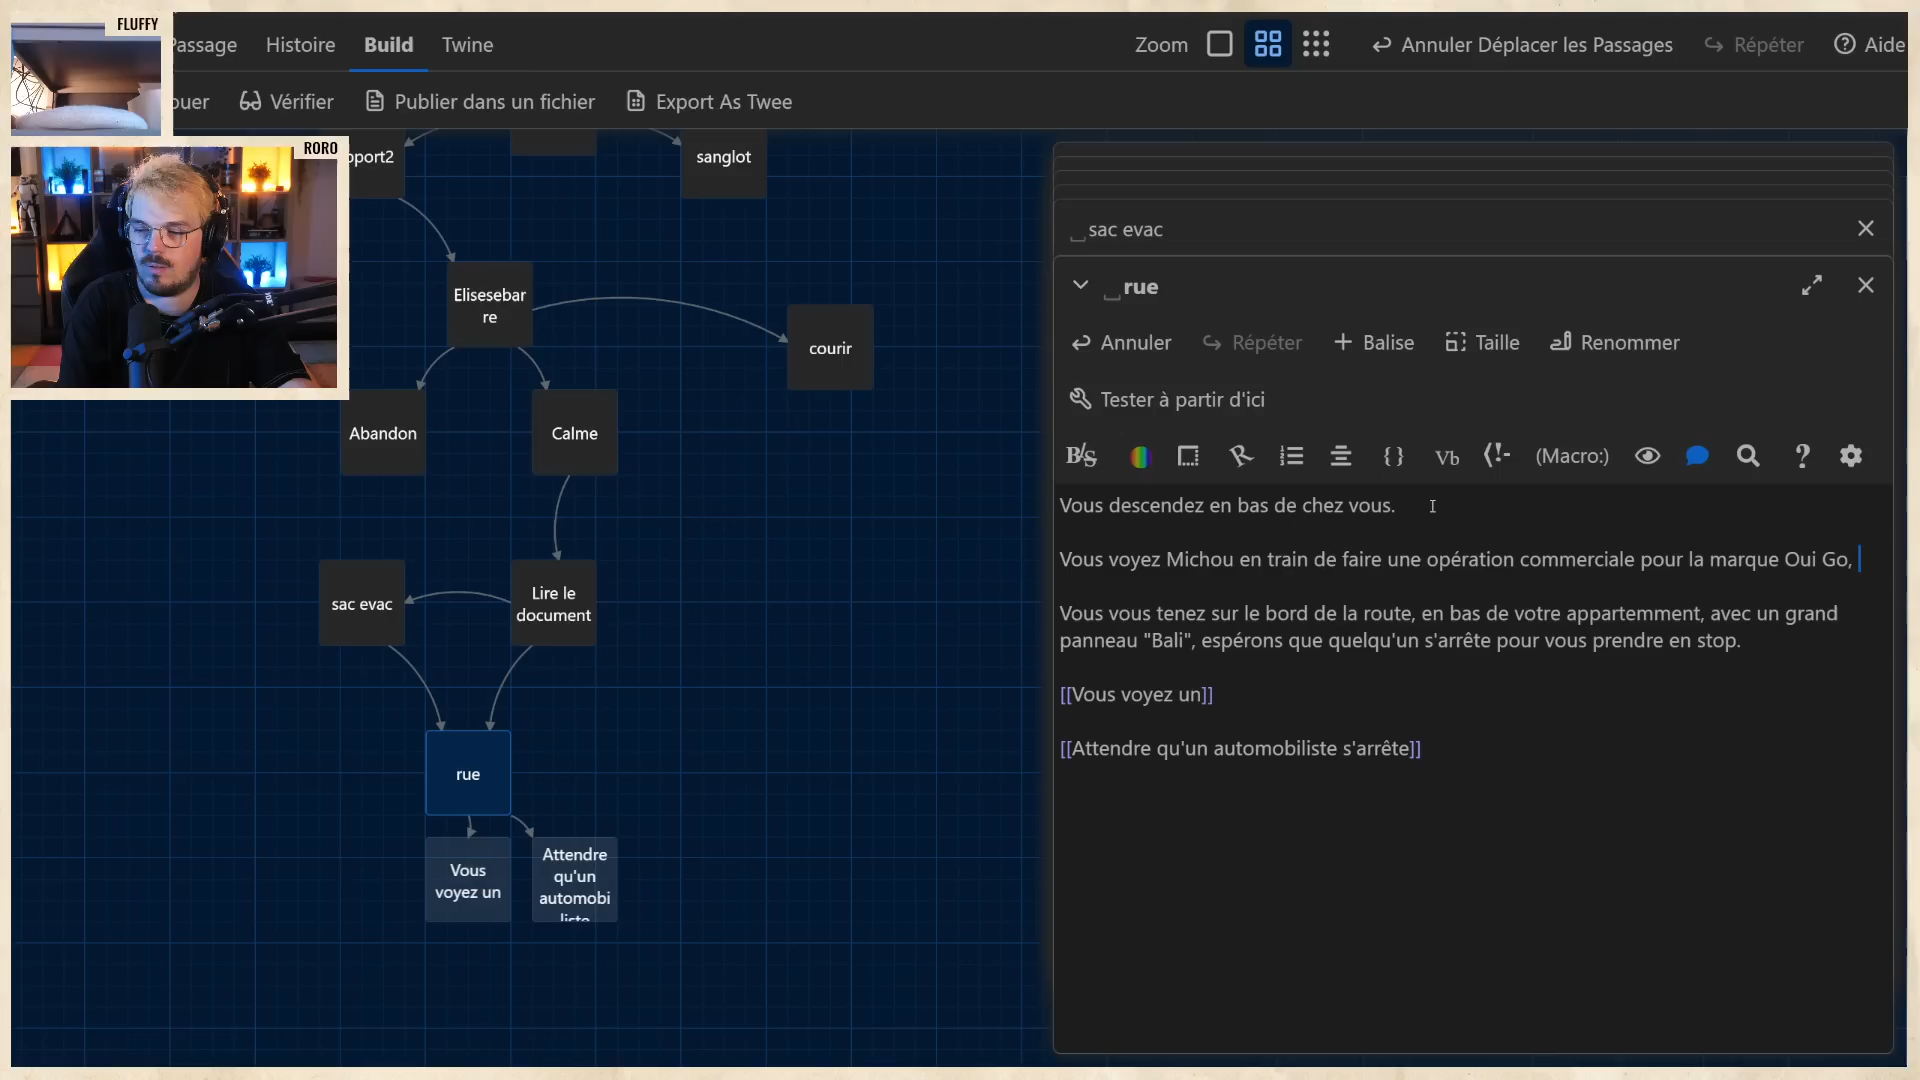 FLUFFY
RORO
Passage
Histoire
Build
Twine
Zoom
Annuler Déplacer les Passages
Répéter
Aide
Vérifier
Publier dans un fichier
Export As Twee
sanglot
Elisesebar
re
courir
Abandon
Calme
sac evac
Lire le
document
rue
Vous
voyez un
Attendre
qu'un
automobi
liste
sac evac
rue
Annuler
Répéter
Balise
Taille
Renommer
Tester à partir d'ici
(Macro:)
Vous descendez en bas de chez vous.
Vous voyez Michou en train de faire une opération commerciale pour la marque Oui Go,
Vous vous tenez sur le bord de la route, en bas de votre appartemment, avec un grand
panneau "Bali", espérons que quelqu'un s'arrête pour vous prendre en stop.
[[Vous voyez un]]
[[Attendre qu'un automobiliste s'arrête]]